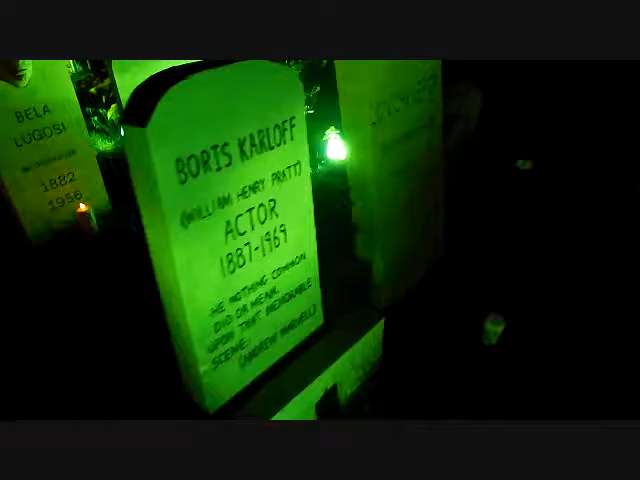 BELA
LUGOSI
1882
1956
BORIS KARLOFF
(WILLIAM HENRY PRATT)
ACTOR
1887-1969
HE NOTHING COMMON
DID OR MEAN
UPON THAT MEMORABLE
SCENE
(ANDREW MARVELL)